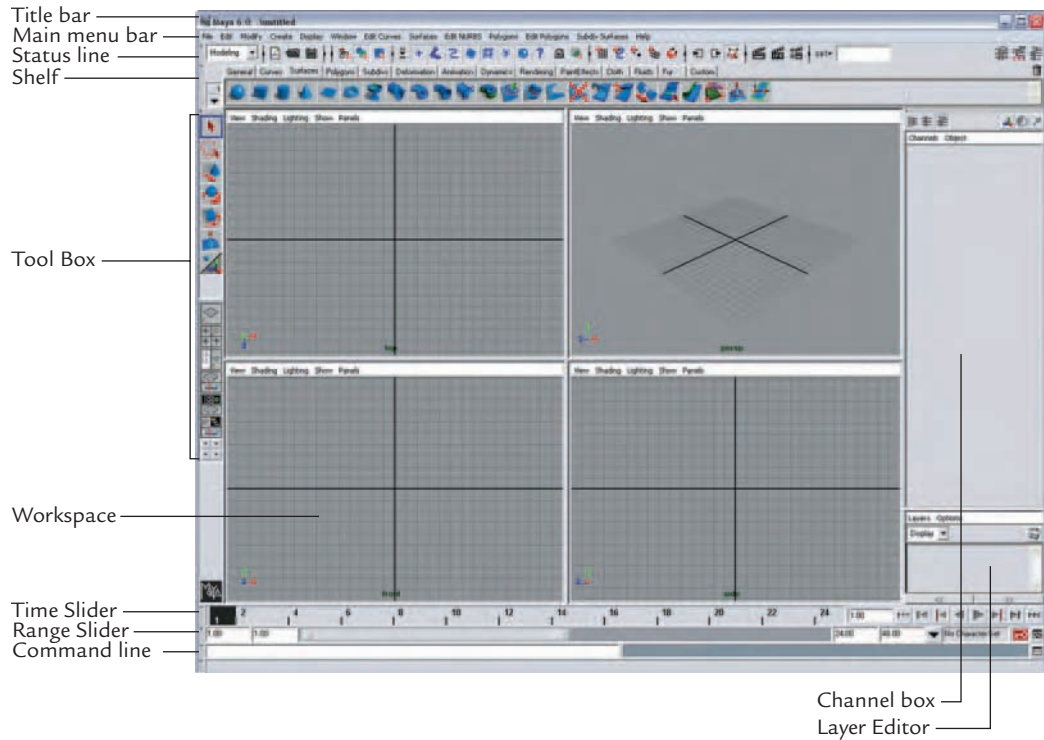 Title bar
Maya 6.0: untitled
Main menu bar
File Edit Modify Create Display Window Edit Curves Surfaces Edit NURBS Polygons Edit Polygons Subdiv Surfaces Help
Status line
Modeling
Shelf
General Curves Surfaces Polygons Subdivs Deformation Animation Dynamics Rendering PaintEffects Cloth Fluids Fur Custom
View Shading Lighting Show Panels
View Shading Lighting Show Panels
Channels Object
Tool Box
top
persp
View Shading Lighting Show Panels
View Shading Lighting Show Panels
Workspace
Layers Options
Display
front
side
Time Slider
1 2 4 6 8 10 12 14 16 18 20 22 24 1.00
Range Slider
1.00 1.00 24.00 48.00 No Character Set
Command line
Channel box
Layer Editor